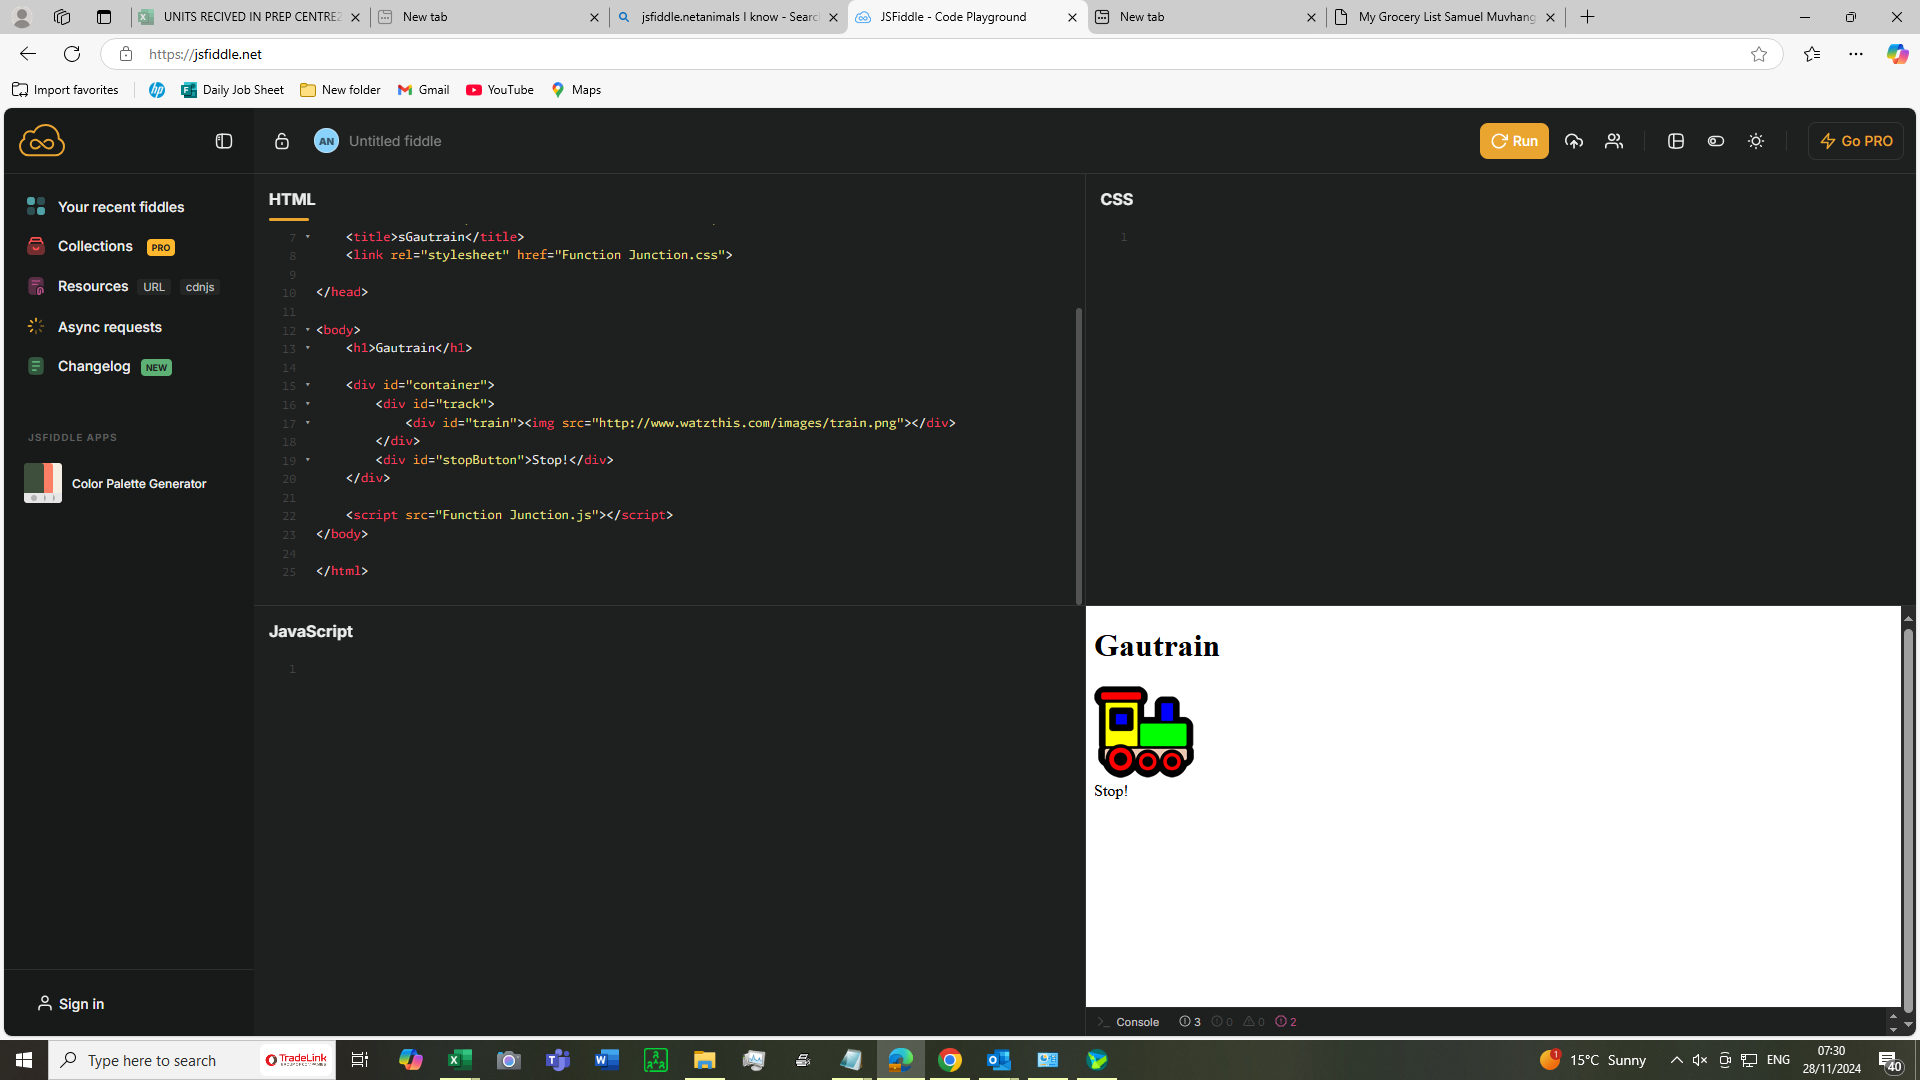 UNITS RECIVED IN PREP CENTRE2
New tab
jsfiddle.netanimals I know - Searc
JSFiddle - Code Playground
New tab
My Grocery List Samuel Muvhang
https://jsfiddle.net
Import favorites
hp
Daily Job Sheet
New folder
Gmail
YouTube
Maps
AN
Untitled fiddle
Run
Go PRO
Your recent fiddles
Collections PRO
Resources URL cdnjs
Async requests
Changelog NEW
JSFIDDLE APPS
Color Palette Generator
Sign in
HTML
7 <title>sGautrain</title>
8 <link rel="stylesheet" href="Function Junction.css">
9
10 </head>
11
12 <body>
13 <h1>Gautrain</h1>
14
15 <div id="container">
16 <div id="track">
17 <div id="train"><img src="http://www.watzthis.com/images/train.png"></div>
18 </div>
19 <div id="stopButton">Stop!</div>
20 </div>
21
22 <script src="Function Junction.js"></script>
23 </body>
24
25 </html>
CSS
1
JavaScript
1
Gautrain
Stop!
Console 3 0 0 2
Type here to search
TradeLink
15°C Sunny
ENG
07:30
28/11/2024
40